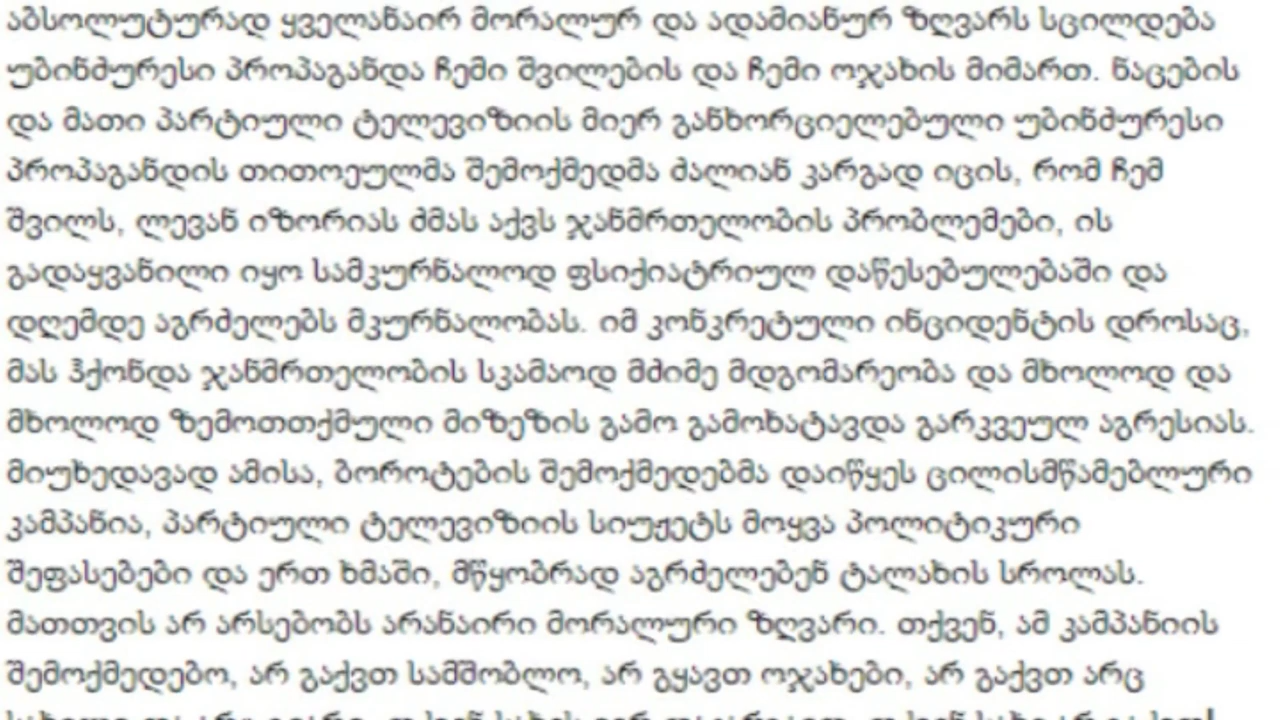 აბსოლუტურად ყველანაირ მორალურ და ადამიანურ ზღვარს სცილდება
უბინძურესი პროპაგანდა ჩემი შვილების და ჩემი ოჯახის მიმართ. ნაცების
და მათი პარტიული ტელევიზიის მიერ განხორციელებული უბინძურესი
პროპაგანდის თითოეულმა შემოქმედმა ძალიან კარგად იცის, რომ ჩემ
შვილს, ლევან იზორიას ძმას აქვს ჯანმრთელობის პრობლემები, ის
გადაყვანილი იყო სამკურნალოდ ფსიქიატრიულ დაწესებულებაში და
დღემდე აგრძელებს მკურნალობას. იმ კონკრეტული ინციდენტის დროსაც,
მას ჰქონდა ჯანმრთელობის სკამაოდ მძიმე მდგომარეობა და მხოლოდ და
მხოლოდ ზემოთთქმული მიზეზის გამო გამოხატავდა გარკვეულ აგრესიას.
მიუხედავად ამისა, ბოროტების შემოქმედებმა დაიწყეს ცილისმწამებლური
კამპანია, პარტიული ტელევიზიის სიუჟეტს მოყვა პოლიტიკური
შეფასებები და ერთ ხმაში, მწყობრად აგრძელებენ ტალახის სროლას.
მათთვის არ არსებობს არანაირი მორალური ზღვარი. თქვენ, ამ კამპანიის
შემოქმედებო, არ გაქვთ სამშობლო, არ გყავთ ოჯახები, არ გაქვთ არც